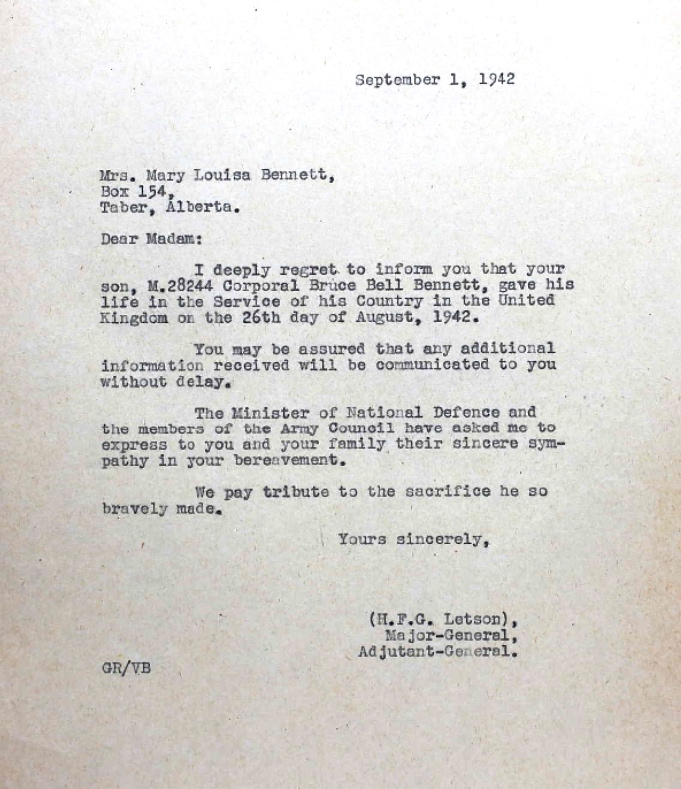 September 1, 1942
Mrs. Mary Louisa Bennett,
Box 154,
Taber, Alberta.
Dear Madam:
I deeply regret to inform you that your
son, M.28244 Corporal Bruce Bell Bennett, gave his
life in the Service of his Country in the United
Kingdom on the 26th day of August, 1942.
You may be assured that any additional
information received will be communicated to you
without delay.
The Minister of National Defence and
the members of the Army Council have asked me to
express to you and your family their sincere sym-
pathy in your bereavement.
We pay tribute to the sacrifice he so
bravely made.
Yours sincerely,
(H.F.G. Letson),
Major-General,
Adjutant-General.
GR/VB